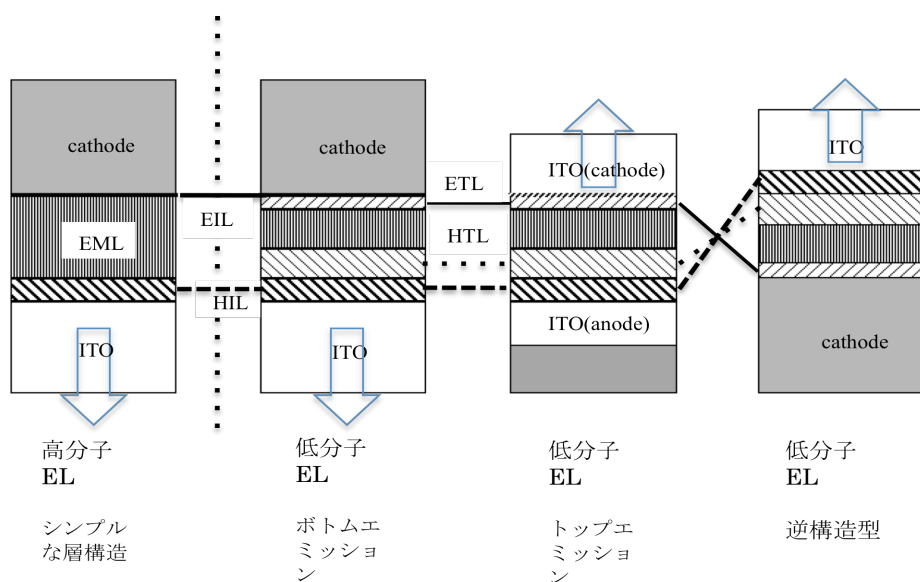 cathode
EML
ITO
EIL
HIL
cathode
ITO
ETL
HTL
ITO(cathode)
ITO(anode)
ITO
cathode
高分子
EL
シンプル
な層構造
低分子
EL
ボトムエ
ミッショ
ン
低分子
EL
トップエ
ミッショ
ン
低分子
EL
逆構造型